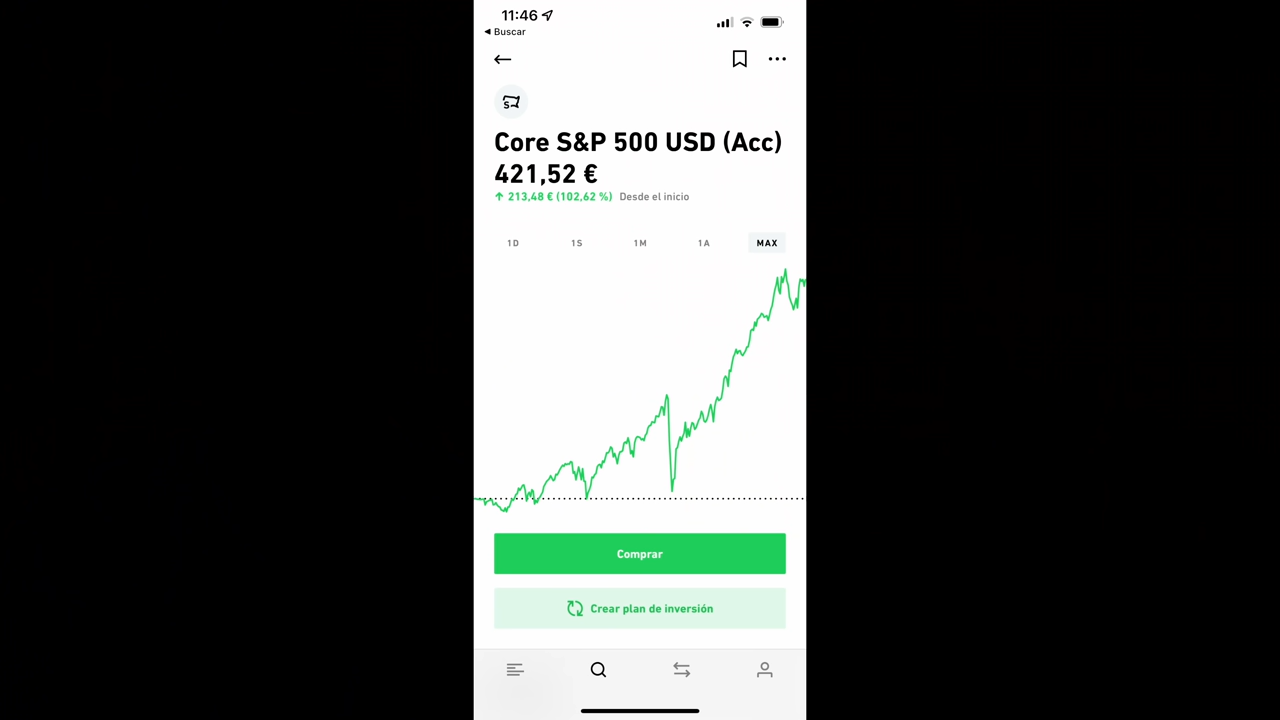 11:46
◄ Buscar
S
Core S&P 500 USD (Acc)
421,52 €
↑ 213,48 € (102,62 %) Desde el inicio
1D 1S 1M 1A MAX
Comprar
Crear plan de inversión